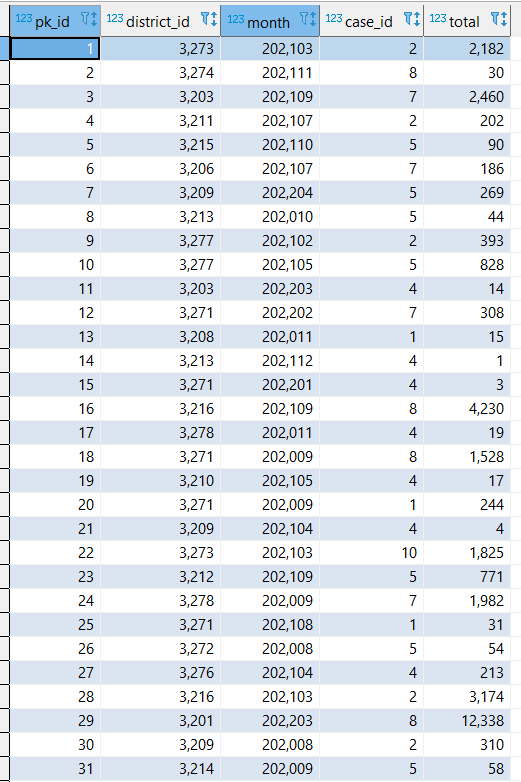 123 pk_id 123 district_id 123 month 123 case_id 123 total
1 3,273 202,103 2 2,182
2 3,274 202,111 8 30
3 3,203 202,109 7 2,460
4 3,211 202,107 2 202
5 3,215 202,110 5 90
6 3,206 202,107 7 186
7 3,209 202,204 5 269
8 3,213 202,010 5 44
9 3,277 202,102 2 393
10 3,277 202,105 5 828
11 3,203 202,203 4 14
12 3,271 202,202 7 308
13 3,208 202,011 1 15
14 3,213 202,112 4 1
15 3,271 202,201 4 3
16 3,216 202,109 8 4,230
17 3,278 202,011 4 19
18 3,271 202,009 8 1,528
19 3,210 202,105 4 17
20 3,271 202,009 1 244
21 3,209 202,104 4 4
22 3,273 202,103 10 1,825
23 3,212 202,109 5 771
24 3,278 202,009 7 1,982
25 3,271 202,108 1 31
26 3,272 202,008 5 54
27 3,276 202,104 4 213
28 3,216 202,103 2 3,174
29 3,201 202,203 8 12,338
30 3,209 202,008 2 310
31 3,214 202,009 5 58